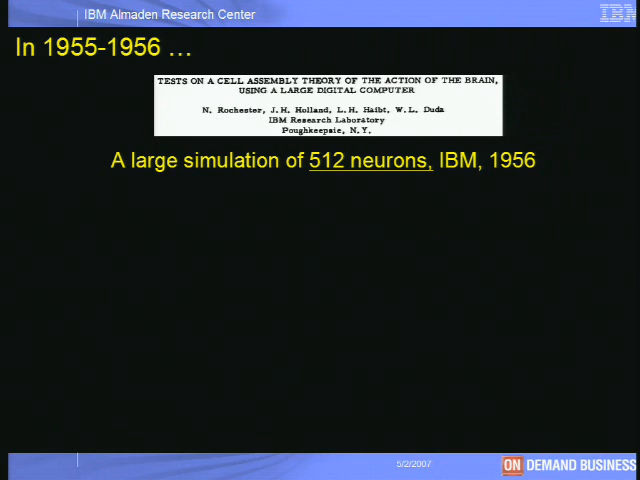 IBM Almaden Research Center
IBM
In 1955-1956 …
TESTS ON A CELL ASSEMBLY THEORY OF THE ACTION OF THE BRAIN,
USING A LARGE DIGITAL COMPUTER
N. Rochester, J.H. Holland, L.H. Haibt, W.L. Duda
IBM Research Laboratory
Poughkeepsie, N.Y.
A large simulation of 512 neurons, IBM, 1956
5/2/2007
ON DEMAND BUSINESS